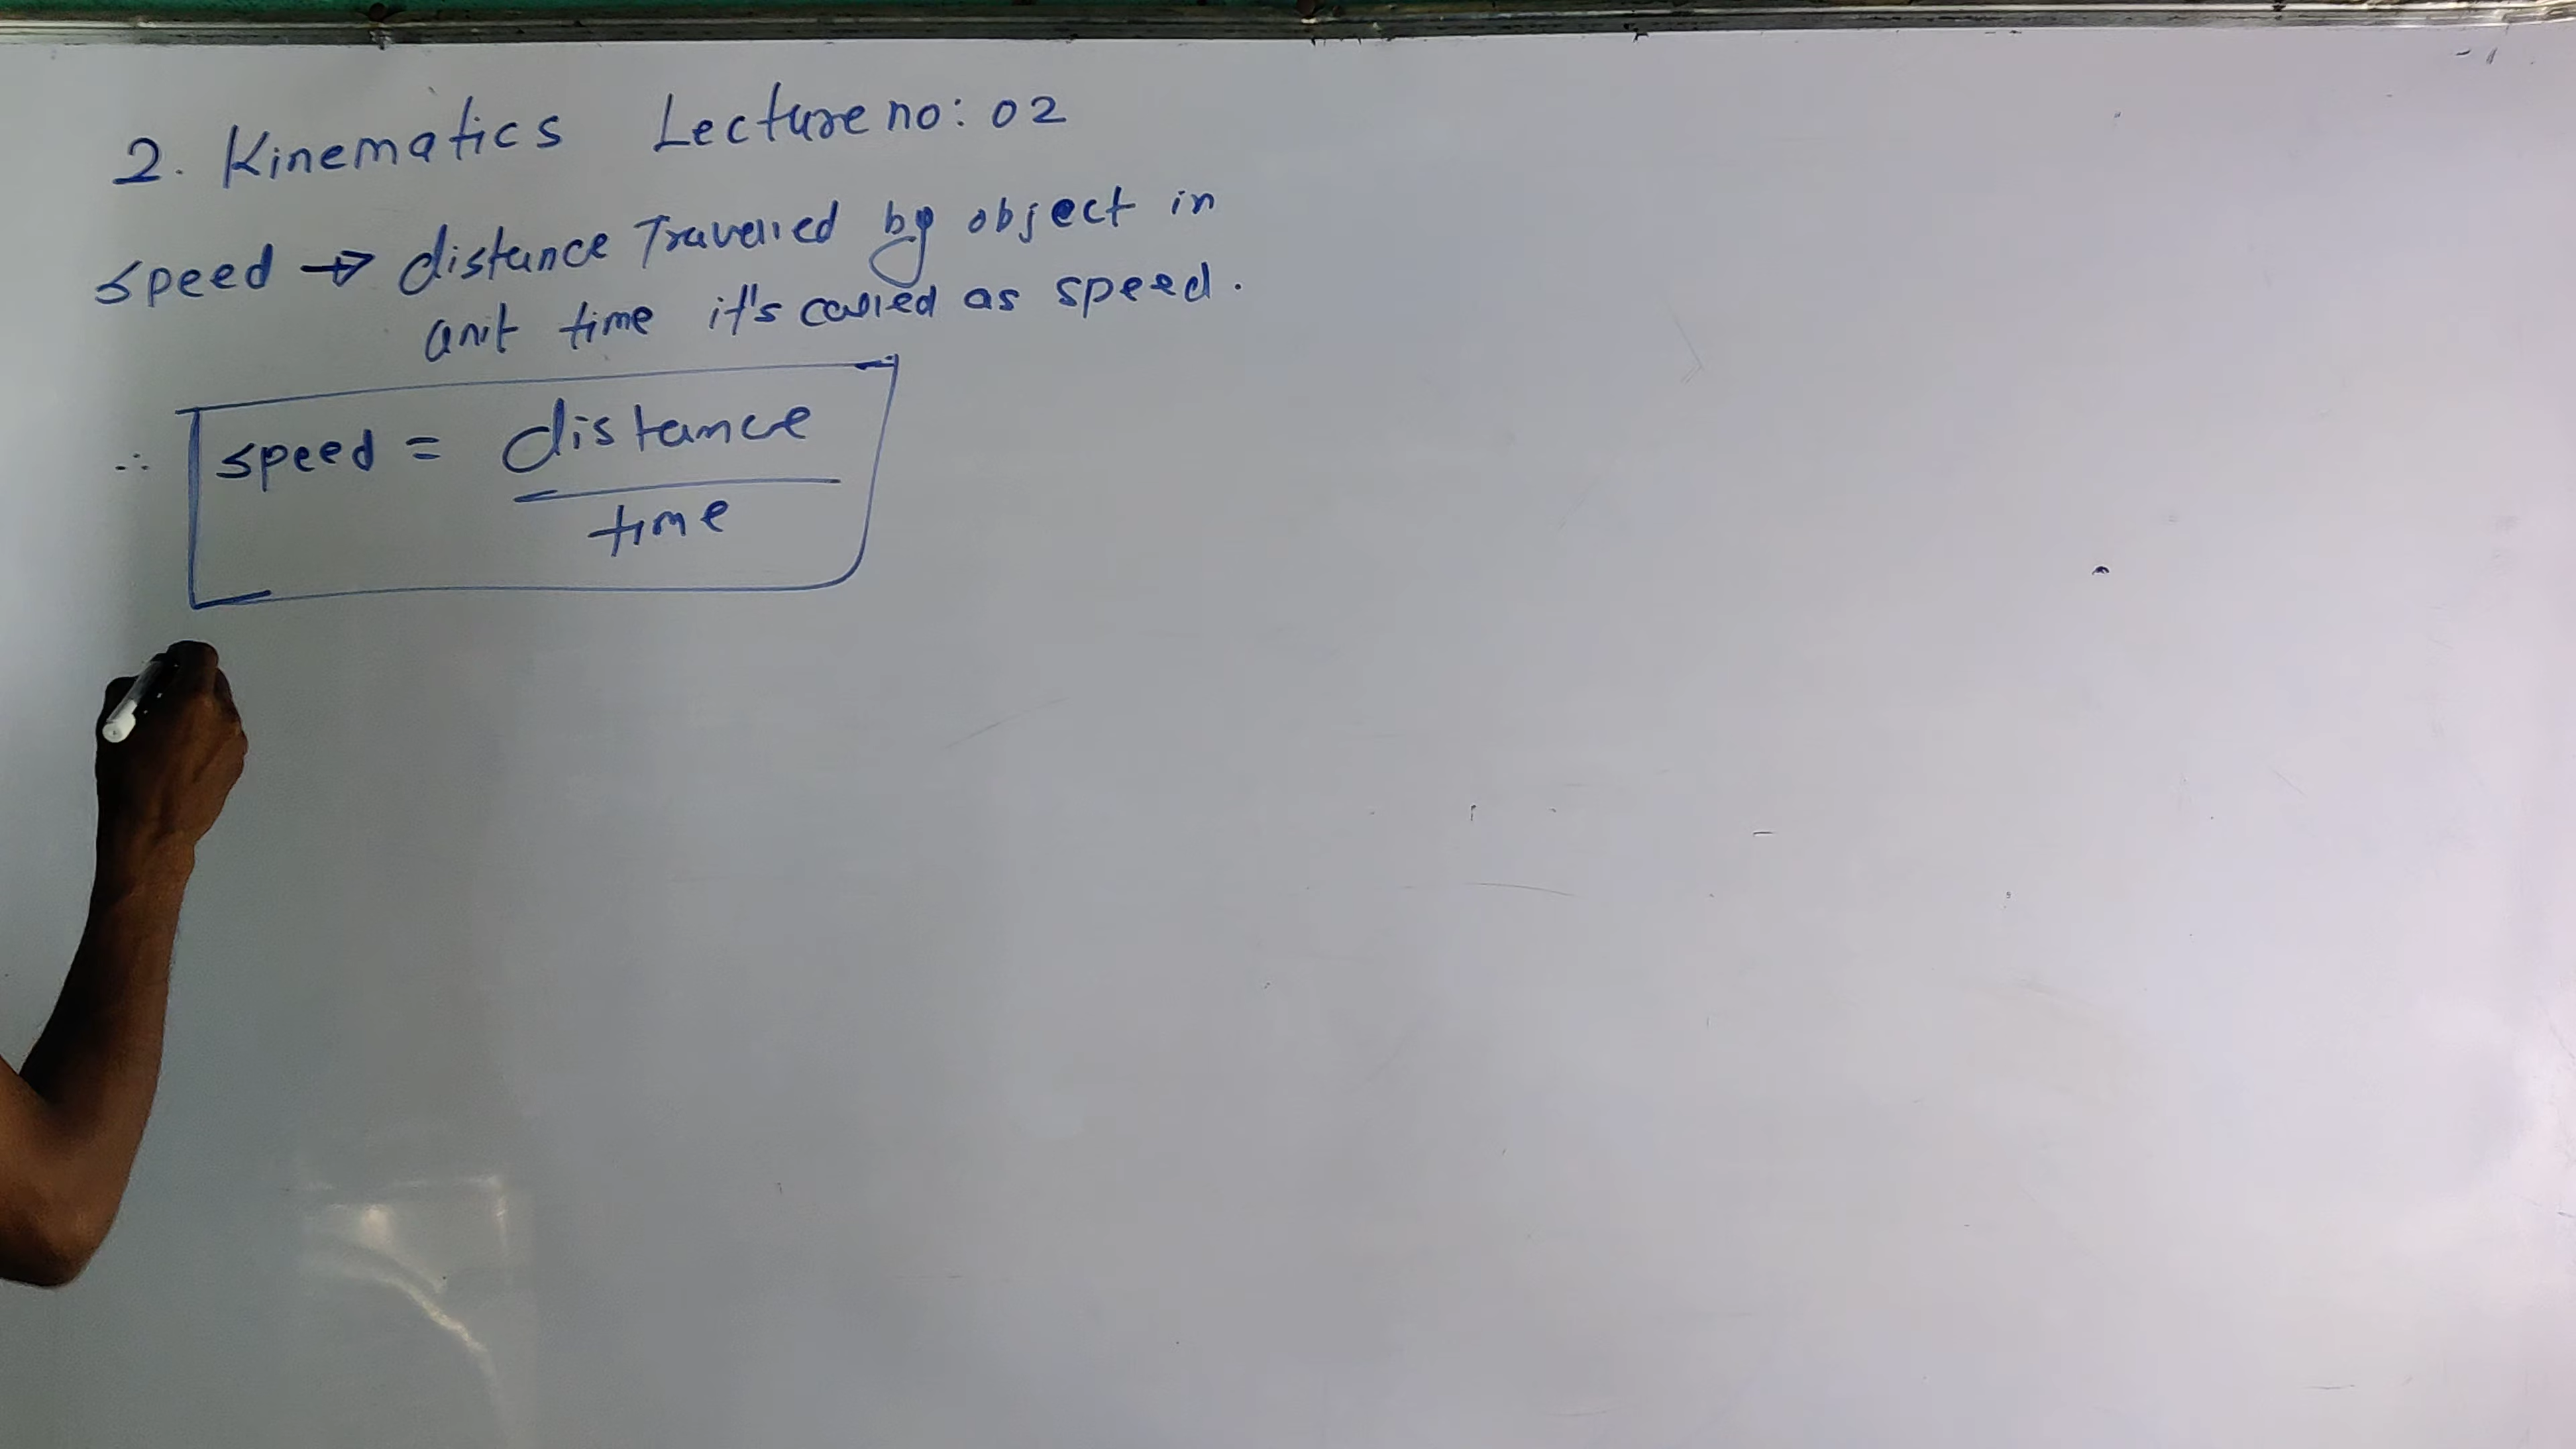 2. Kinematics Lecture no: 02
speed → distance Travelled by object in
unit time it's called as speed.
∴ speed = distance
time